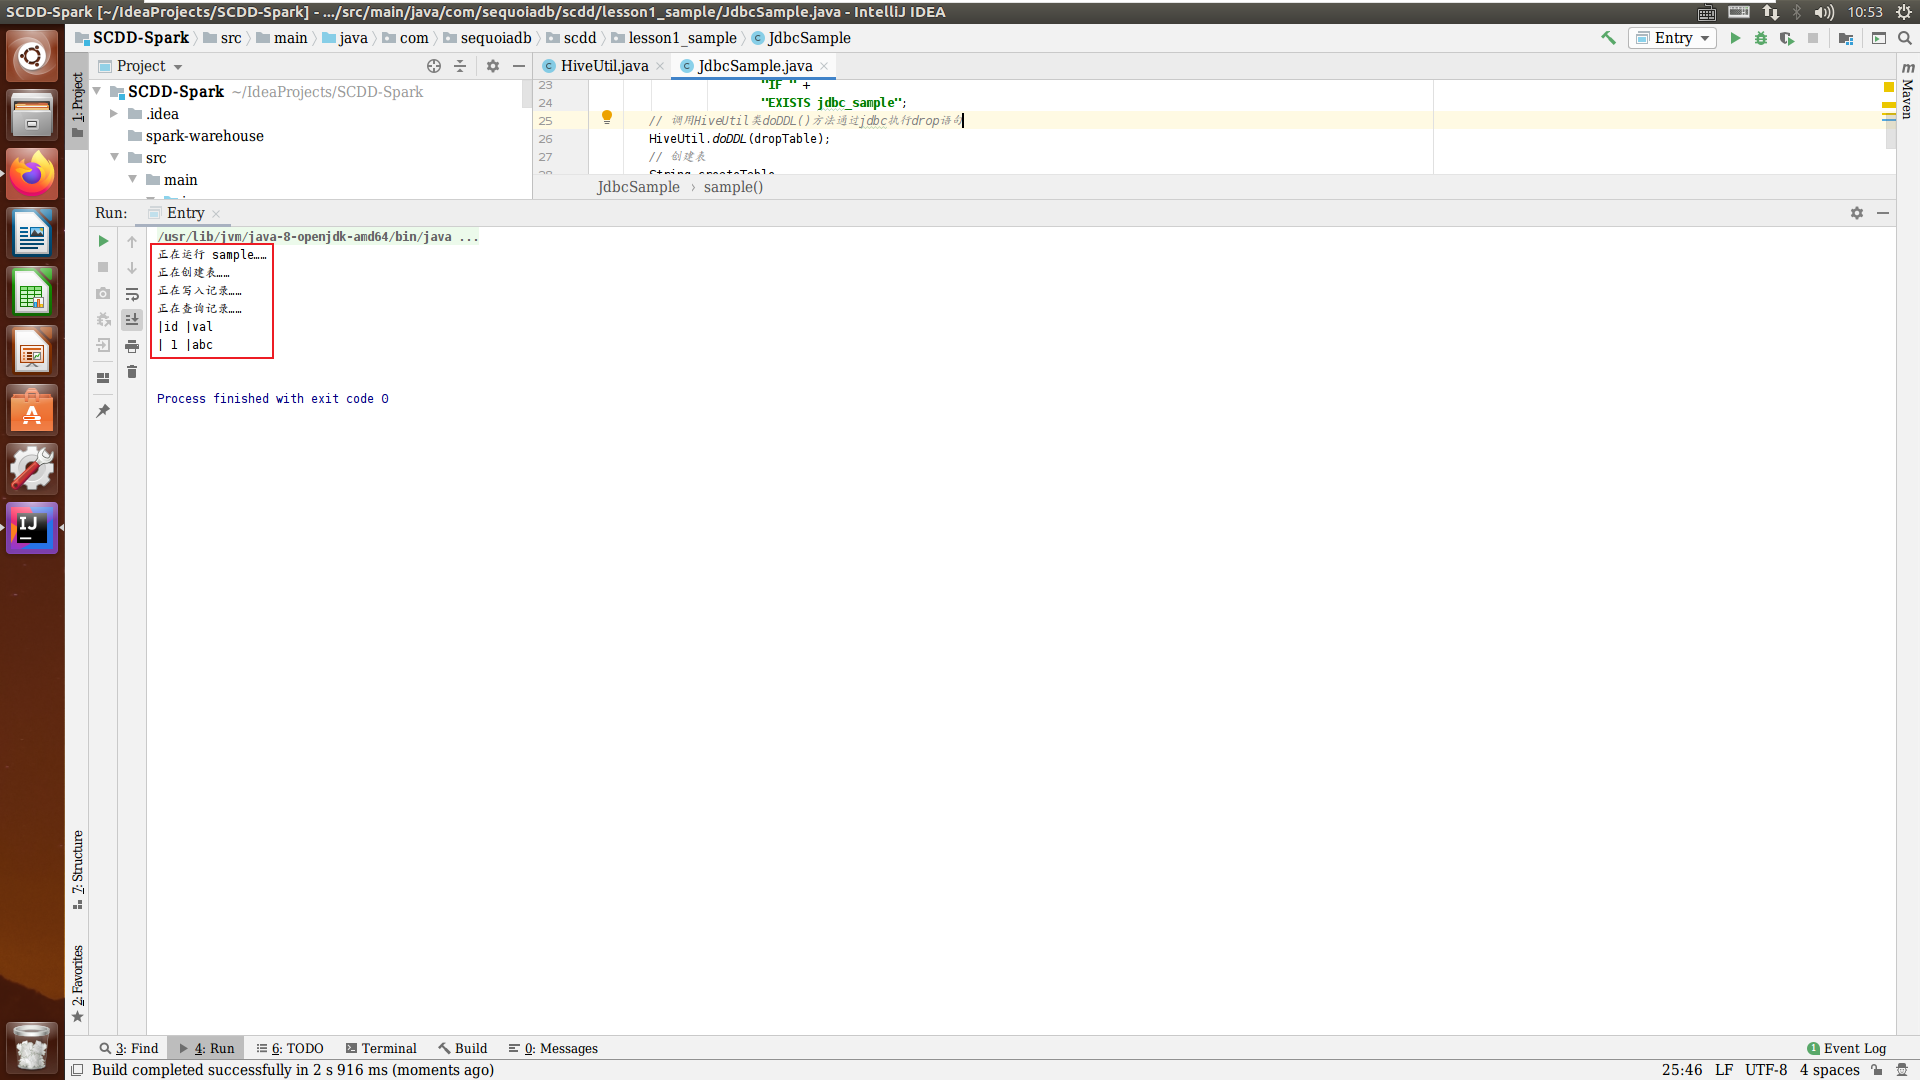 SCDD-Spark [~/IdeaProjects/SCDD-Spark] - .../src/main/java/com/sequoiadb/scdd/lesson1_sample/JdbcSample.java - IntelliJ IDEA
10:53
SCDD-Spark src main java com sequoiadb scdd lesson1_sample JdbcSample
Entry
Project
HiveUtil.java
JdbcSample.java
1: Project
Maven
SCDD-Spark ~/IdeaProjects/SCDD-Spark
.idea
spark-warehouse
src
main
23 "IF " +
24 "EXISTS jdbc_sample";
25 // 调用HiveUtil类doDDL()方法通过jdbc执行drop语句
26 HiveUtil.doDDL(dropTable);
27 // 创建表
28 String createTable
JdbcSample › sample()
Run: Entry
/usr/lib/jvm/java-8-openjdk-amd64/bin/java ...
正在运行 sample……
正在创建表……
正在写入记录……
正在查询记录……
|id |val
| 1 |abc
Process finished with exit code 0
7: Structure
2: Favorites
3: Find
4: Run
6: TODO
Terminal
Build
0: Messages
1 Event Log
Build completed successfully in 2 s 916 ms (moments ago)
25:46 LF UTF-8 4 spaces